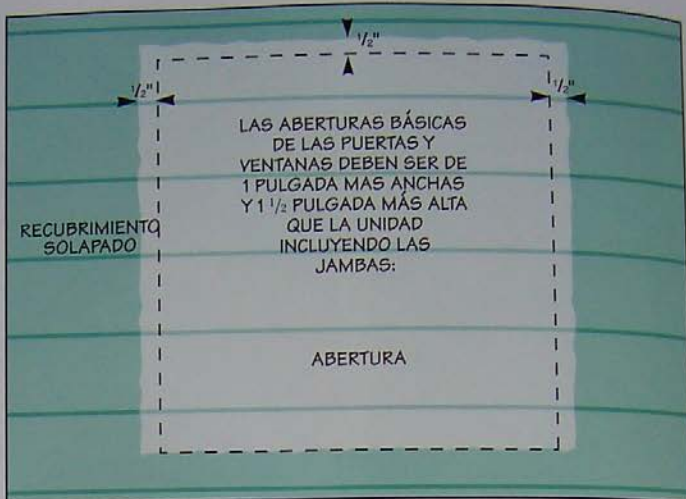 1/2"
1/2"
1/2"
LAS ABERTURAS BÁSICAS
DE LAS PUERTAS Y
VENTANAS DEBEN SER DE
1 PULGADA MAS ANCHAS
Y 1 1/2 PULGADA MÁS ALTA
QUE LA UNIDAD
INCLUYENDO LAS
JAMBAS:
RECUBRIMIENTO
SOLAPADO
ABERTURA